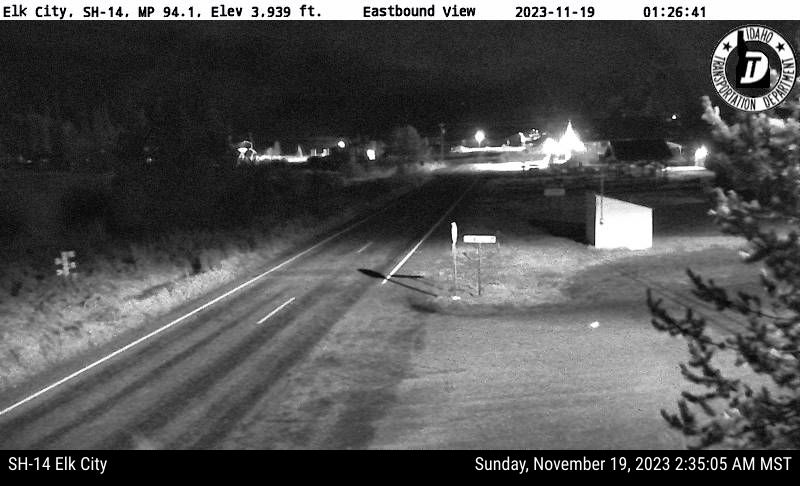 Elk City, SH-14, MP 94.1, Elev 3,939 ft. Eastbound View 2023-11-19 01:26:41
IDAHO
TRANSPORTATION DEPARTMENT
SH-14 Elk City Sunday, November 19, 2023 2:35:05 AM MST